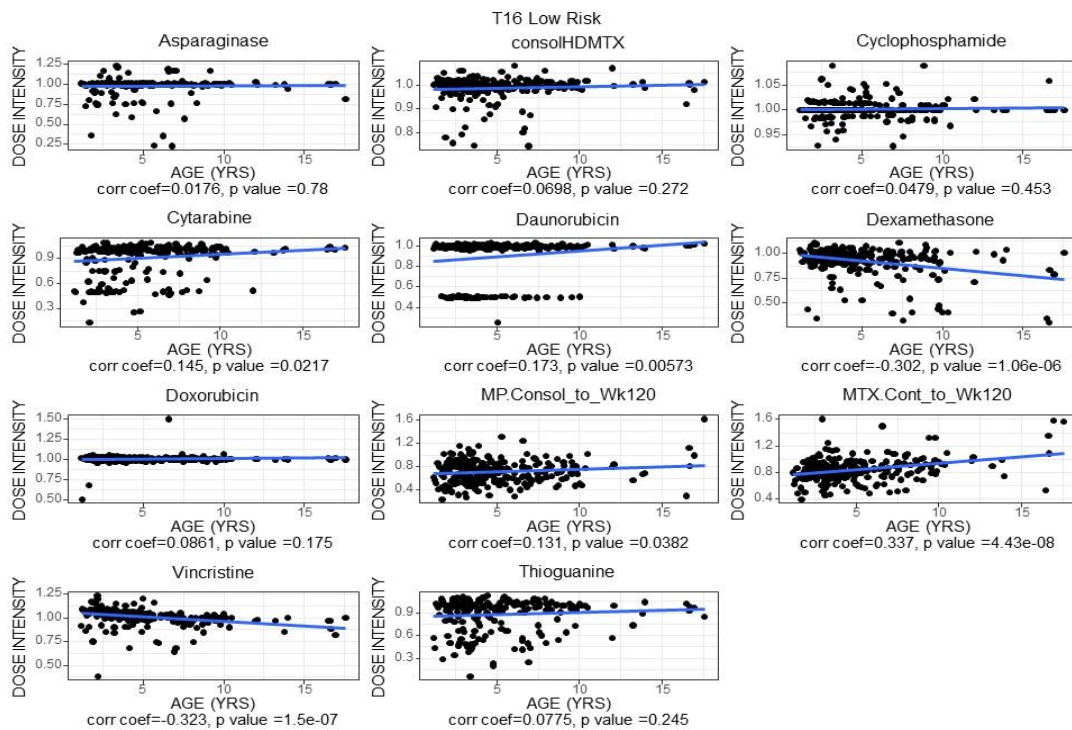 T16 Low Risk
Asparaginase
DOSE INTENSITY
1.25
1.00
0.75
0.50
0.25
5
10
15
AGE (YRS)
corr coef=0.0176, p value =0.78
consolHDMTX
DOSE INTENSITY
1.0
0.9
0.8
5
10
15
AGE (YRS)
corr coef=0.0698, p value =0.272
Cyclophosphamide
DOSE INTENSITY
1.05
1.00
0.95
5
10
15
AGE (YRS)
corr coef=0.0479, p value =0.453
Cytarabine
DOSE INTENSITY
0.9
0.6
0.3
5
10
15
AGE (YRS)
corr coef=0.145, p value =0.0217
Daunorubicin
DOSE INTENSITY
1.0
0.8
0.6
0.4
5
10
15
AGE (YRS)
corr coef=0.173, p value =0.00573
Dexamethasone
DOSE INTENSITY
1.00
0.75
0.50
5
10
15
AGE (YRS)
corr coef=-0.302, p value =1.06e-06
Doxorubicin
DOSE INTENSITY
1.50
1.25
1.00
0.75
0.50
5
10
15
AGE (YRS)
corr coef=0.0861, p value =0.175
MP.Consol_to_Wk120
DOSE INTENSITY
1.6
1.2
0.8
0.4
5
10
15
AGE (YRS)
corr coef=0.131, p value =0.0382
MTX.Cont_to_Wk120
DOSE INTENSITY
1.6
1.2
0.8
0.4
5
10
15
AGE (YRS)
corr coef=0.337, p value =4.43e-08
Vincristine
DOSE INTENSITY
1.25
1.00
0.75
0.50
5
10
15
AGE (YRS)
corr coef=-0.323, p value =1.5e-07
Thioguanine
DOSE INTENSITY
0.9
0.6
0.3
5
10
15
AGE (YRS)
corr coef=0.0775, p value =0.245